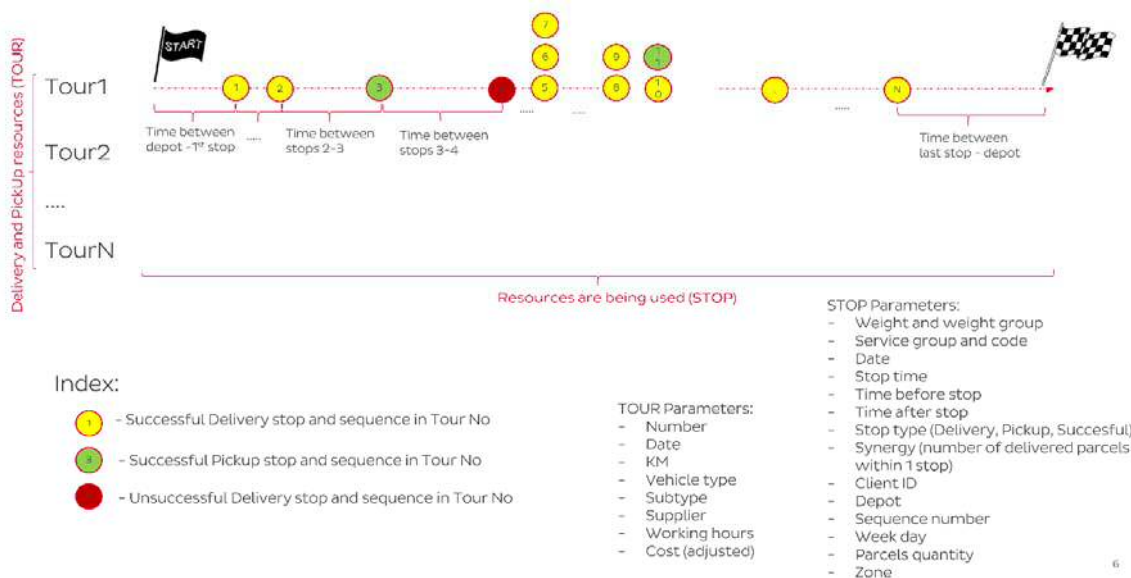 Delivery and PickUp resources (TOUR)
START
Tour1
Tour2
....
TourN
7
6
9
1
1
1
2
3
5
8
1
0
N
Time between
depot -1st stop
.....
Time between
stops 2-3
Time between
stops 3-4
.....
.....
.....
Time between
last stop - depot
Resources are being used (STOP)
Index:
1
- Successful Delivery stop and sequence in Tour No
3
- Successful Pickup stop and sequence in Tour No
- Unsuccessful Delivery stop and sequence in Tour No
TOUR Parameters:
- Number
- Date
- KM
- Vehicle type
- Subtype
- Supplier
- Working hours
- Cost (adjusted)
STOP Parameters:
- Weight and weight group
- Service group and code
- Date
- Stop time
- Time before stop
- Time after stop
- Stop type (Delivery, Pickup, Succesful)
- Synergy (number of delivered parcels
within 1 stop)
- Client ID
- Depot
- Sequence number
- Week day
- Parcels quantity
- Zone
6